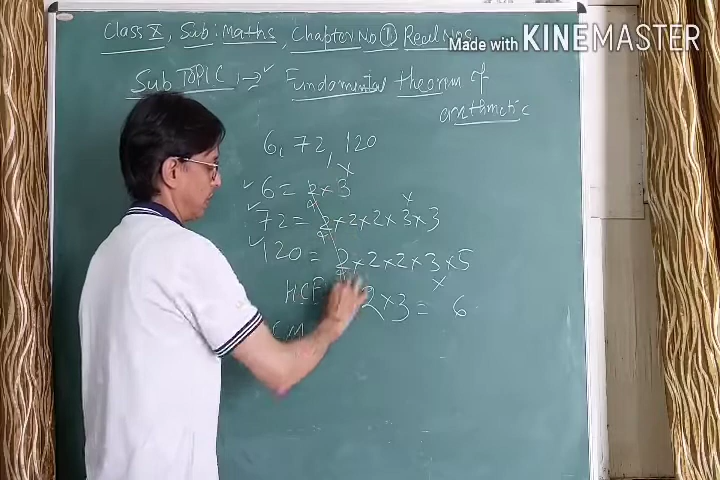 Class X, Sub: Maths, Chapter No ① Real Nos
Made with KINEMASTER
Sub TOPIC :→ Fundamental theorem of
arithmetic
6, 72, 120
6 = 2 × 3
72 = 2 × 2 × 2 × 3 × 3
120 = 2 × 2 × 2 × 3 × 5
HCF 2 × 3 = 6
CM